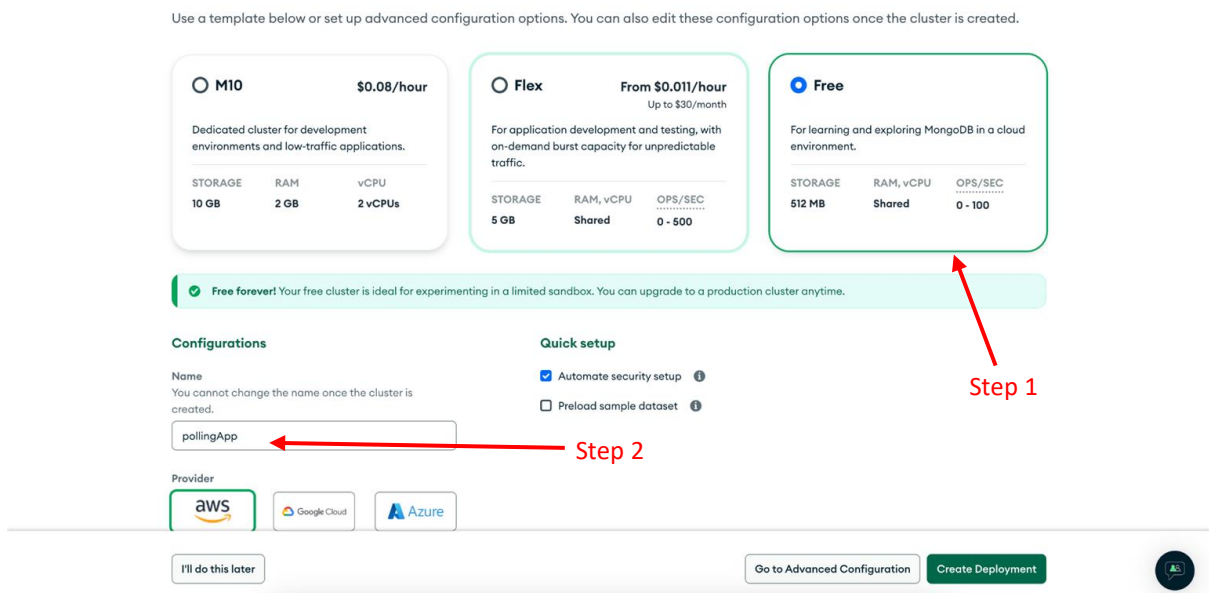 Use a template below or set up advanced configuration options. You can also edit these configuration options once the cluster is created.
M10 $0.08/hour
Dedicated cluster for development
environments and low-traffic applications.
STORAGE RAM vCPU
10 GB 2 GB 2 vCPUs
Flex From $0.011/hour
Up to $30/month
For application development and testing, with
on-demand burst capacity for unpredictable
traffic.
STORAGE RAM, vCPU OPS/SEC
5 GB Shared 0 - 500
Free
For learning and exploring MongoDB in a cloud
environment.
STORAGE RAM, vCPU OPS/SEC
512 MB Shared 0 - 100
Free forever! Your free cluster is ideal for experimenting in a limited sandbox. You can upgrade to a production cluster anytime.
Step 1
Configurations
Name
You cannot change the name once the cluster is
created.
pollingApp
Step 2
Quick setup
Automate security setup
Preload sample dataset
Provider
aws Google Cloud Azure
I'll do this later Go to Advanced Configuration Create Deployment